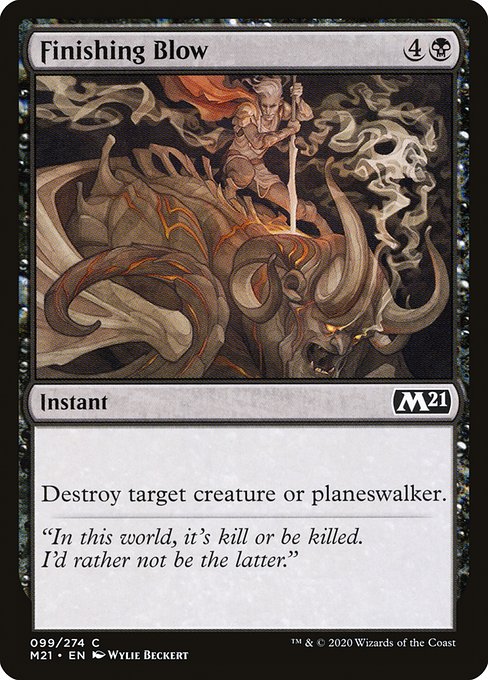 Finishing Blow 4
Instant M21
Destroy target creature or planeswalker.
“In this world, it’s kill or be killed.
I’d rather not be the latter.”
099/274 C ™ & © 2020 Wizards of the Coast
M21 • EN Wylie Beckert